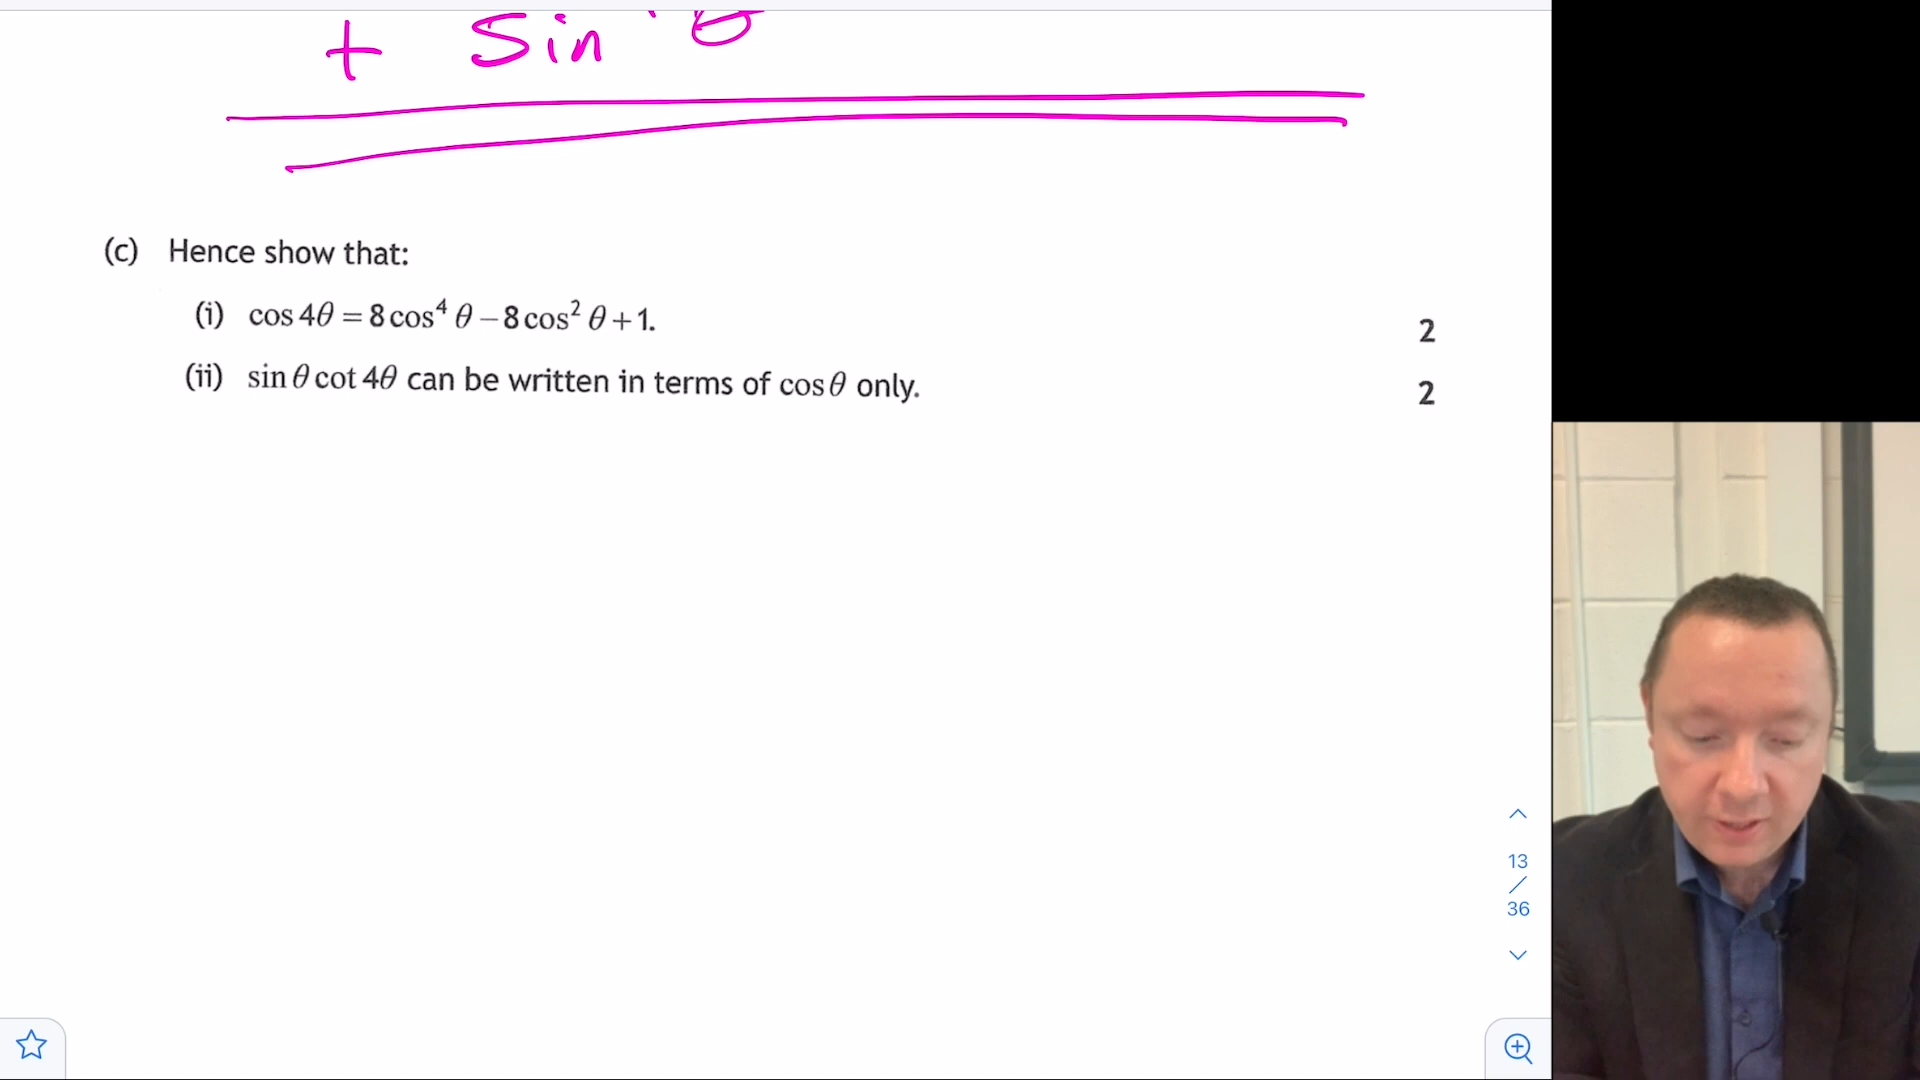 + sin θ
(c) Hence show that:
(i) cos 4θ = 8 cos⁴ θ – 8 cos² θ + 1.
2
(ii) sin θ cot 4θ can be written in terms of cos θ only.
2
13
/
36